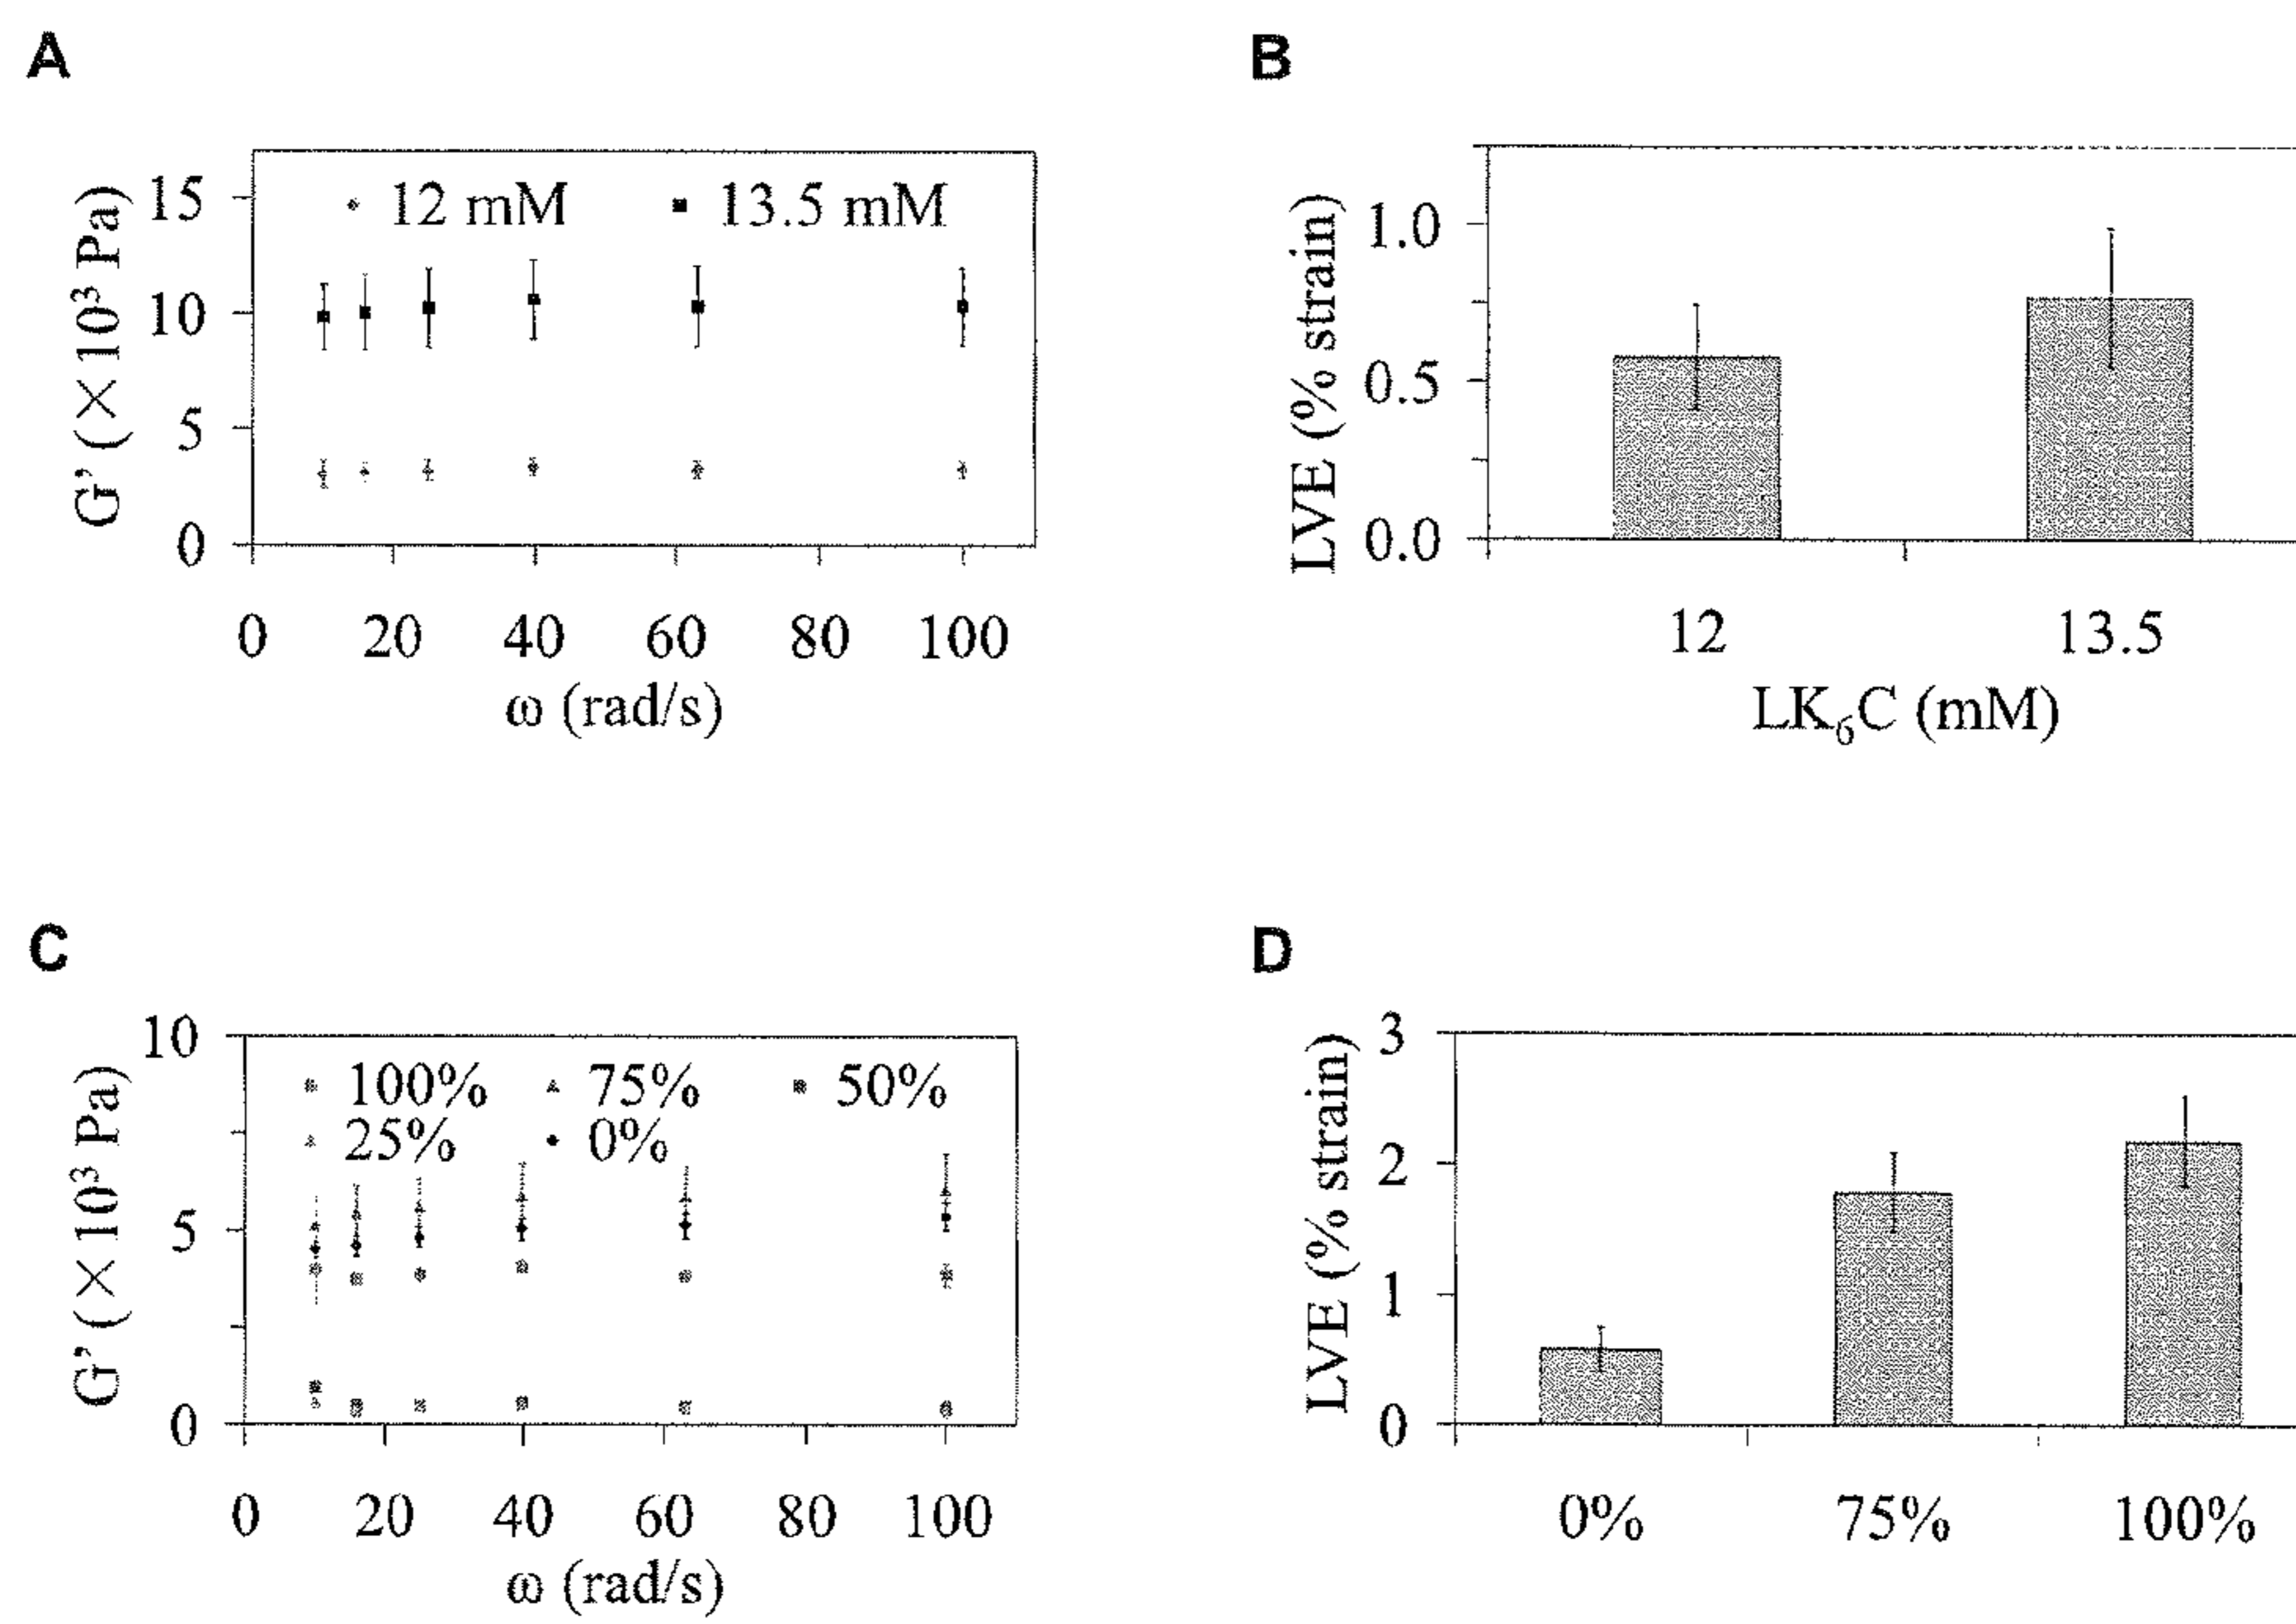 A
G' (×10³ Pa)
15
10
5
0
12 mM 13.5 mM
0 20 40 60 80 100
ω (rad/s)
B
LVE (% strain)
1.0
0.5
0.0
12 13.5
LK₆C (mM)
C
G' (×10³ Pa)
10
5
0
100% 75% 50%
25% 0%
0 20 40 60 80 100
ω (rad/s)
D
LVE (% strain)
3
2
1
0
0% 75% 100%